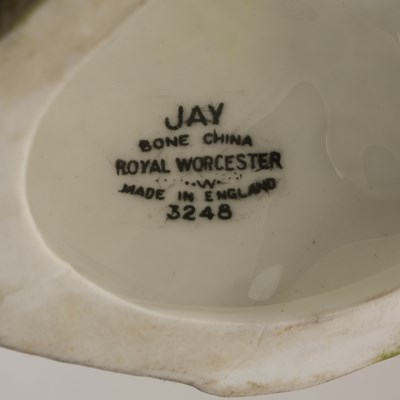 JAY
BONE CHINA
ROYAL WORCESTER
W
MADE IN ENGLAND
3248